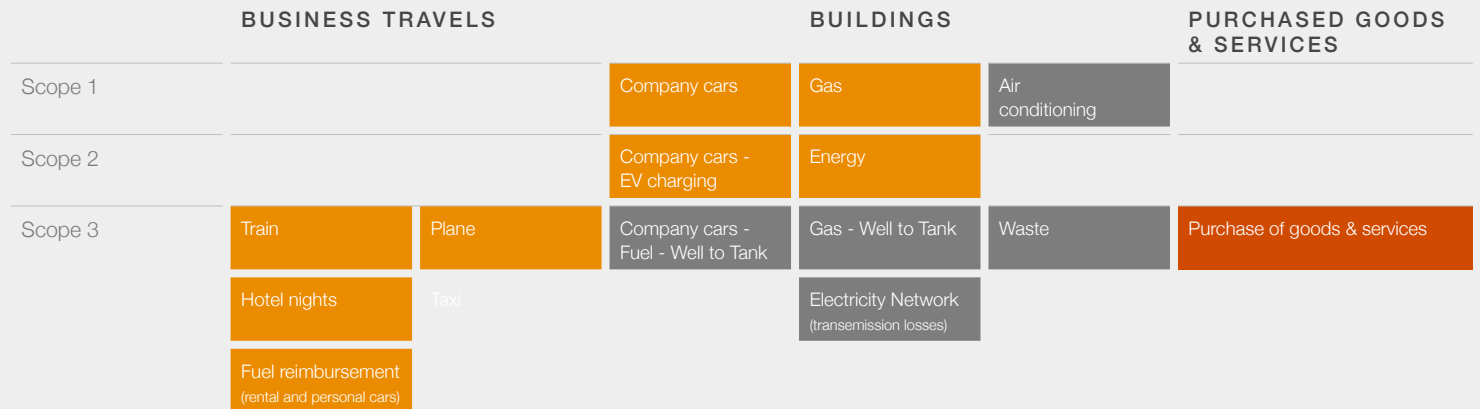 BUSINESS TRAVELS
BUILDINGS
PURCHASED GOODS
& SERVICES
Scope 1
Company cars
Gas
Air
conditioning
Scope 2
Company cars -
EV charging
Energy
Scope 3
Train
Plane
Company cars -
Fuel - Well to Tank
Gas - Well to Tank
Waste
Purchase of goods & services
Hotel nights
Taxi
Electricity Network
(transemission losses)
Fuel reimbursement
(rental and personal cars)